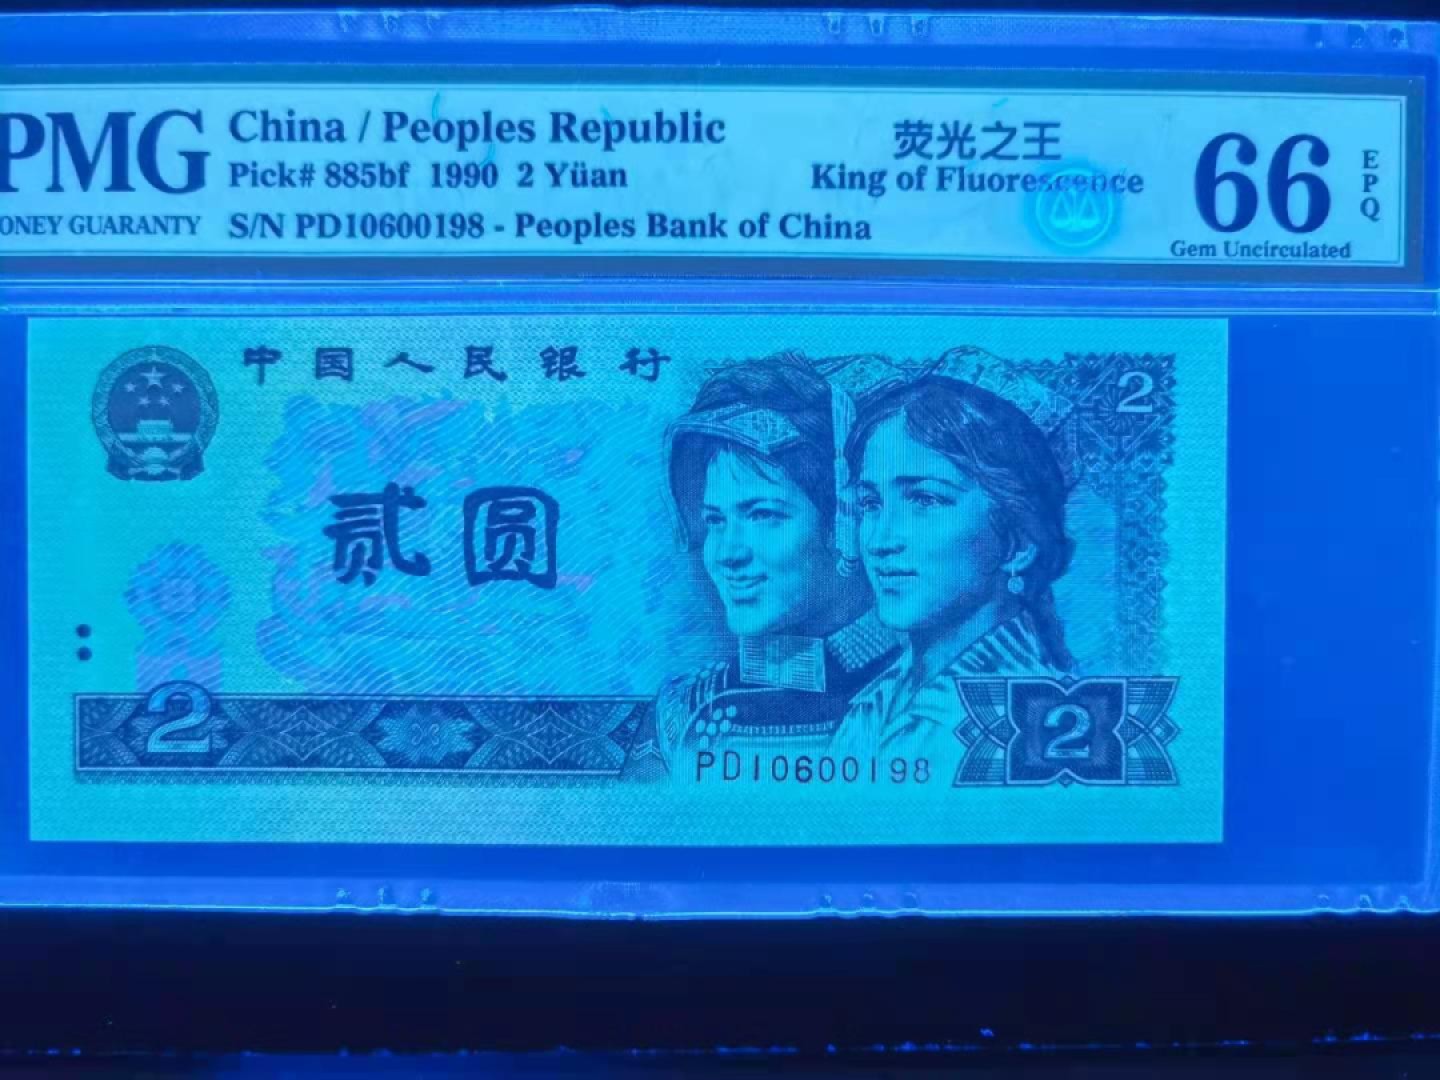 PMG
China / Peoples Republic
Pick# 885bf 1990 2 Yüan
S/N PD10600198 - Peoples Bank of China
ONEY GUARANTY
荧光之王
King of Fluorescence
66
EPQ
Gem Uncirculated
中国人民银行
2
贰圆
2
2
PD10600198